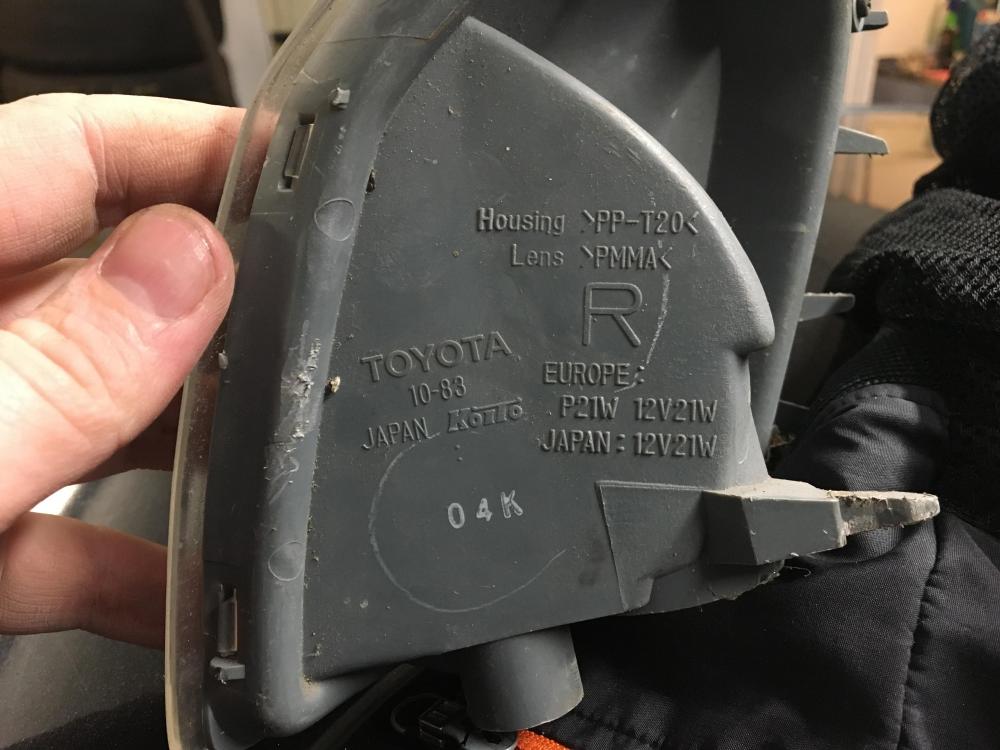 Housing >PP-T20<
Lens >PMMA<
R
TOYOTA
10-83
JAPAN KOITO
EUROPE:
P21W 12V21W
JAPAN: 12V21W
04K